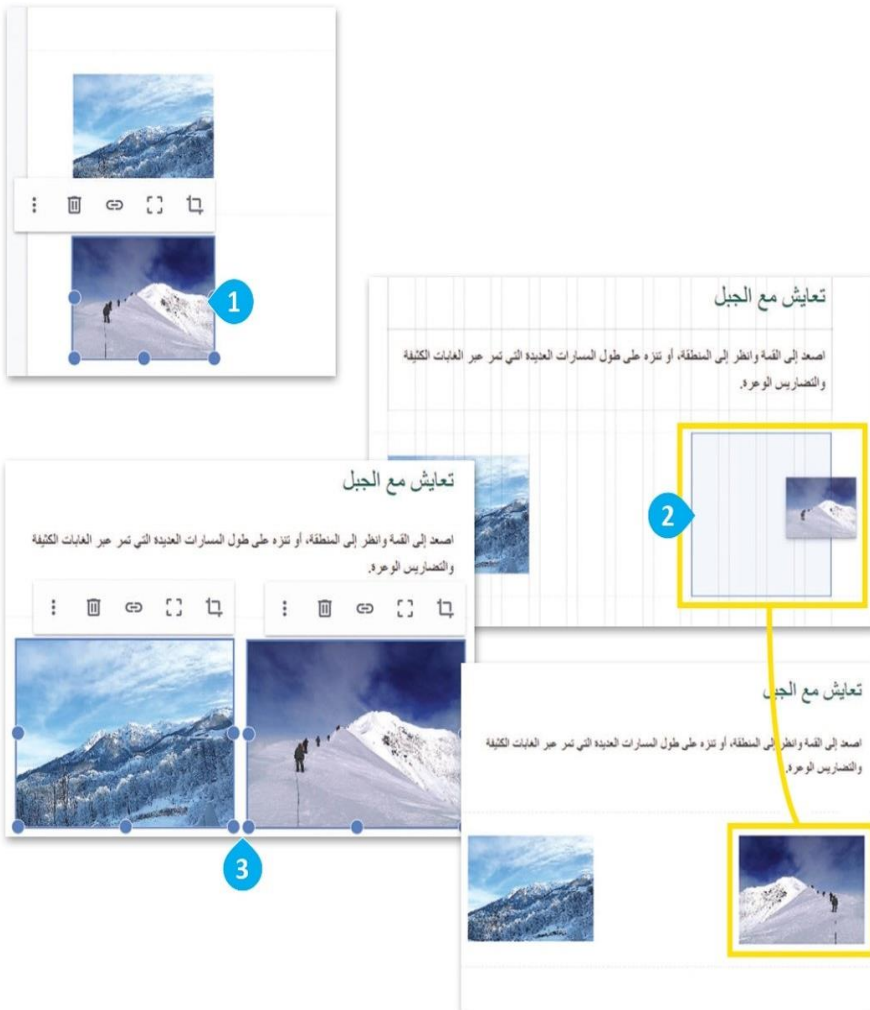 1
تعايش مع الجبل
اصعد إلى القمة وانظر إلى المنطقة، أو تنزه على طول المسارات العديدة التي تمر عبر الغابات الكثيفة
والتضاريس الوعرة.
2
تعايش مع الجبل
اصعد إلى القمة وانظر إلى المنطقة، أو تنزه على طول المسارات العديدة التي تمر عبر الغابات الكثيفة
والتضاريس الوعرة.
3
تعايش مع الجبل
اصعد إلى القمة وانظر إلى المنطقة، أو تنزه على طول المسارات العديدة التي تمر عبر الغابات الكثيفة
والتضاريس الوعرة.